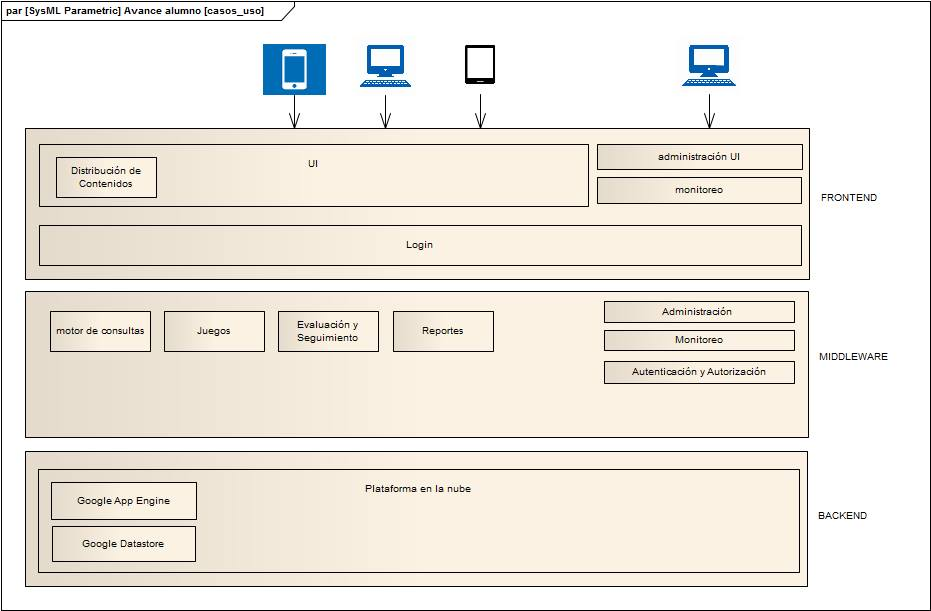 par [SysML Parametric] Avance alumno [casos_uso]
UI
Distribución de
Contenidos
administración UI
monitoreo
FRONTEND
Login
motor de consultas
Juegos
Evaluación y
Seguimiento
Reportes
Administración
Monitoreo
Autenticación y Autorización
MIDDLEWARE
Plataforma en la nube
Google App Engine
Google Datastore
BACKEND